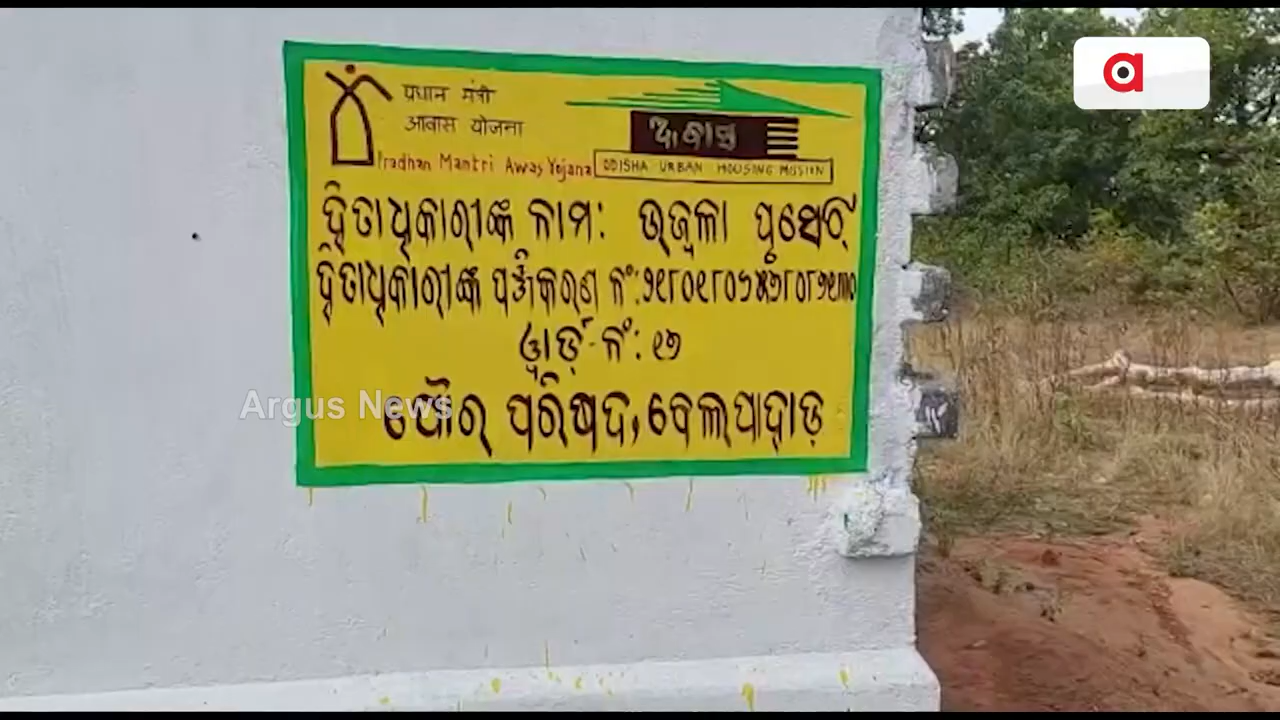 प्रधान मंत्री
आवास योजना
Pradhan Mantri Awas Yojana
ଆବାସ
ODISHA URBAN HOUSING MISSION
ହିତାଧିକାରୀଙ୍କ ନାମ: ଉଜ୍ୱଳା ପୃସେଚ୍
ହିତାଧିକାରୀଙ୍କ ପଞ୍ଜିକରଣ ନଂ:
ୱାର୍ଡ଼ ନଂ: ୧୭
ପୌର ପରିଷଦ, ବେଲପାହାଡ଼
Argus News
a